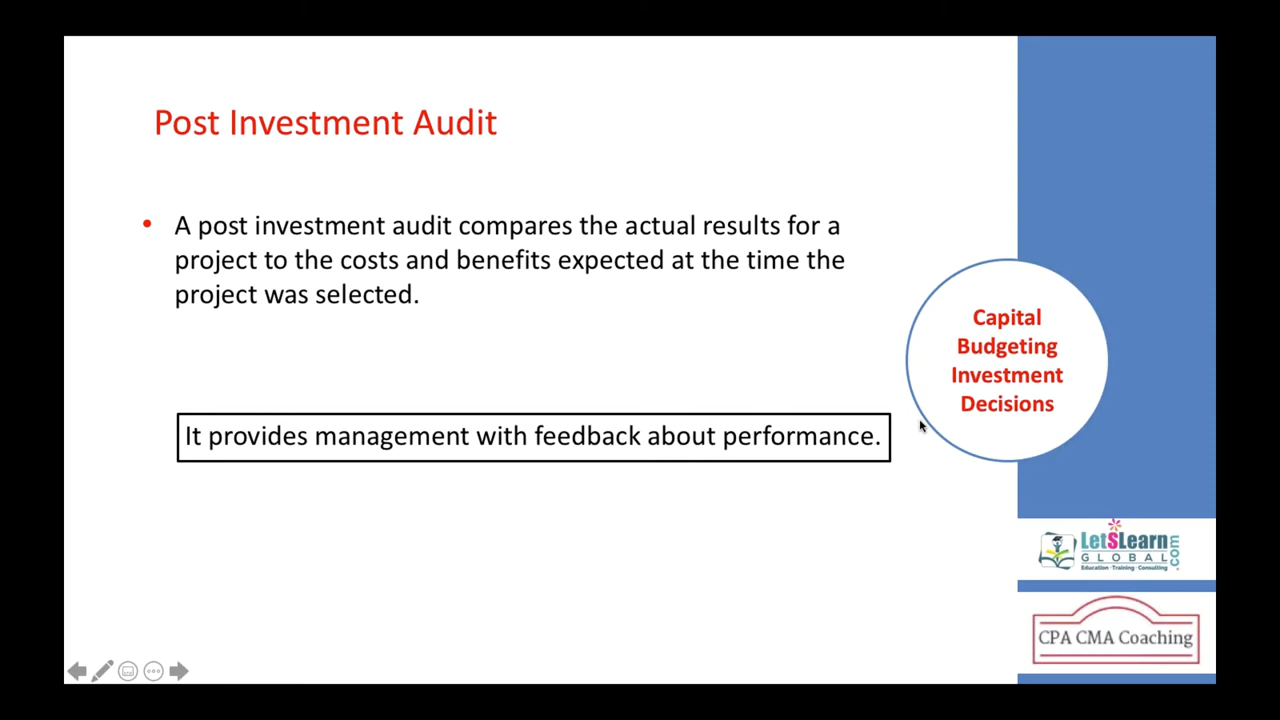 Post Investment Audit
• A post investment audit compares the actual results for a
project to the costs and benefits expected at the time the
project was selected.
It provides management with feedback about performance.
Capital
Budgeting
Investment
Decisions
LetSLearn
GLOBAL
.com
Education · Training · Consulting
CPA CMA Coaching